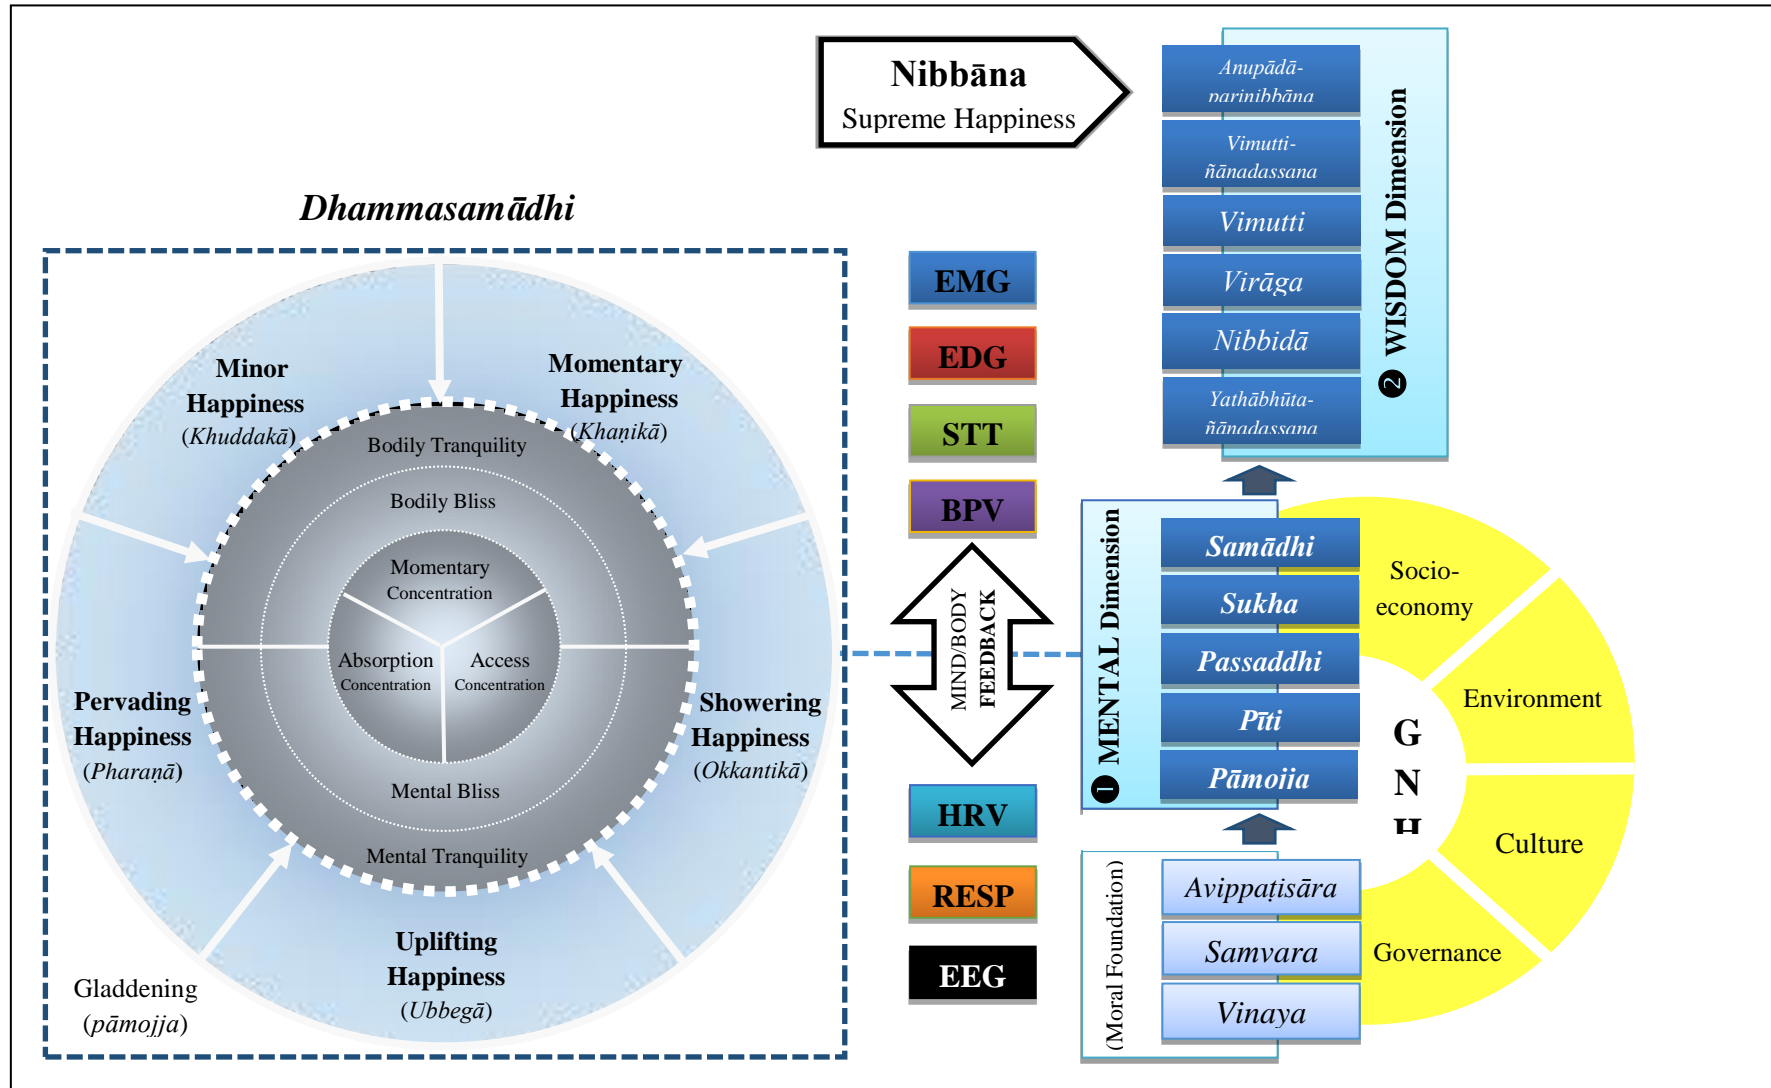 Nibbāna
Supreme Happiness
Dhammasamādhi
Minor
Happiness
(Khuddakā)
Momentary
Happiness
(Khaṇikā)
Pervading
Happiness
(Pharaṇā)
Showering
Happiness
(Okkantikā)
Uplifting
Happiness
(Ubbegā)
Gladdening
(pāmojja)
Bodily Tranquility
Bodily Bliss
Momentary
Concentration
Absorption
Concentration
Access
Concentration
Mental Bliss
Mental Tranquility
EMG
EDG
STT
BPV
MIND/BODY
FEEDBACK
HRV
RESP
EEG
Anupādā-
parinibbāna
Vimutti-
ñānadassana
Vimutti
Virāga
Nibbidā
Yathābhūta-
ñānadassana
❷ WISDOM Dimension
❶ MENTAL Dimension
Samādhi
Sukha
Passaddhi
Pīti
Pāmojja
(Moral Foundation)
Avippaṭisāra
Samvara
Vinaya
G
N
H
Socio-
economy
Environment
Culture
Governance